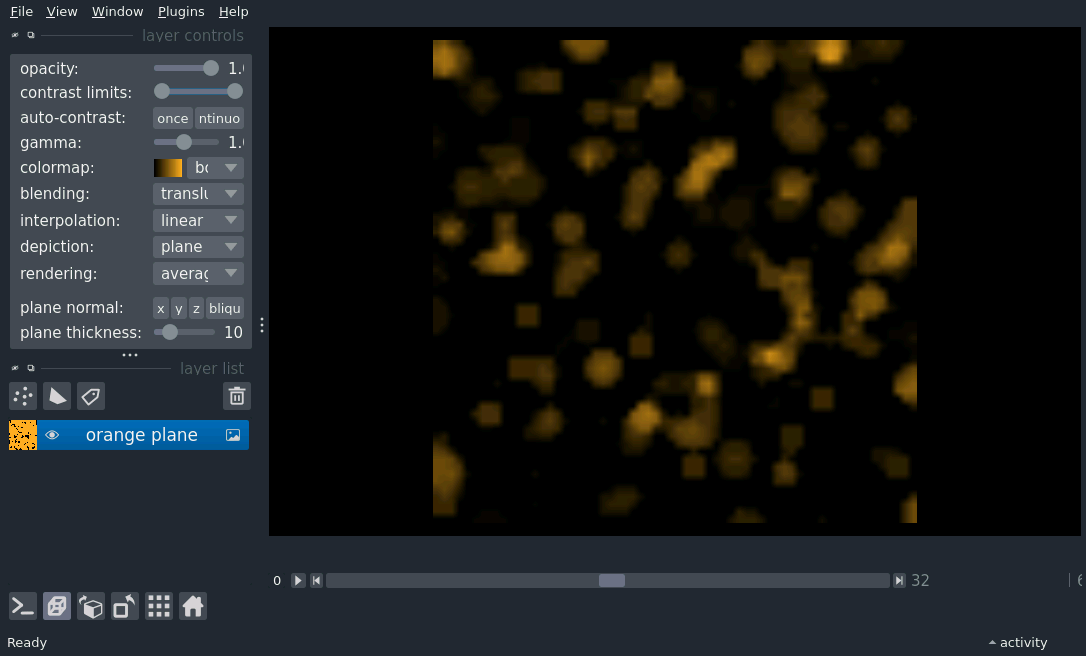 File View Window Plugins Help
layer controls
opacity: 1.
contrast limits:
auto-contrast: once ntinuo
gamma: 1.
colormap: bo
blending: translu
interpolation: linear
depiction: plane
rendering: averag
plane normal: x y z bliqu
plane thickness: 10
layer list
orange plane
0 32
Ready activity